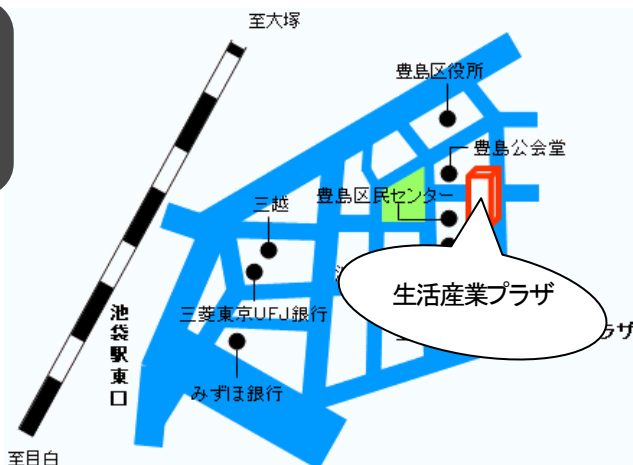 至大塚
豊島区役所
豊島公会堂
豊島区民センター
三越
生活産業プラザ
三菱東京UFJ銀行
池袋駅東口
ラザ
みずほ銀行
至目白